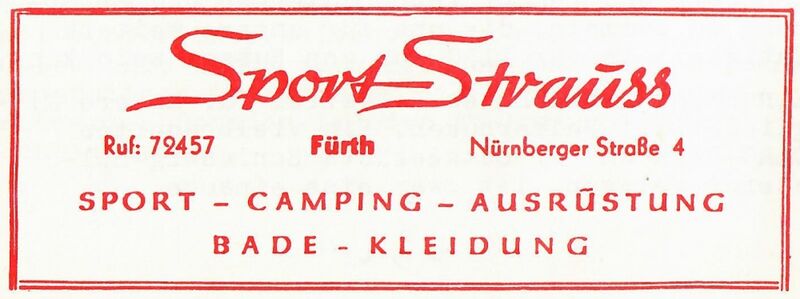 Sport Strauss
Ruf: 72457 Fürth Nürnberger Straße 4
SPORT – CAMPING – AUSRÜSTUNG
BADE - KLEIDUNG